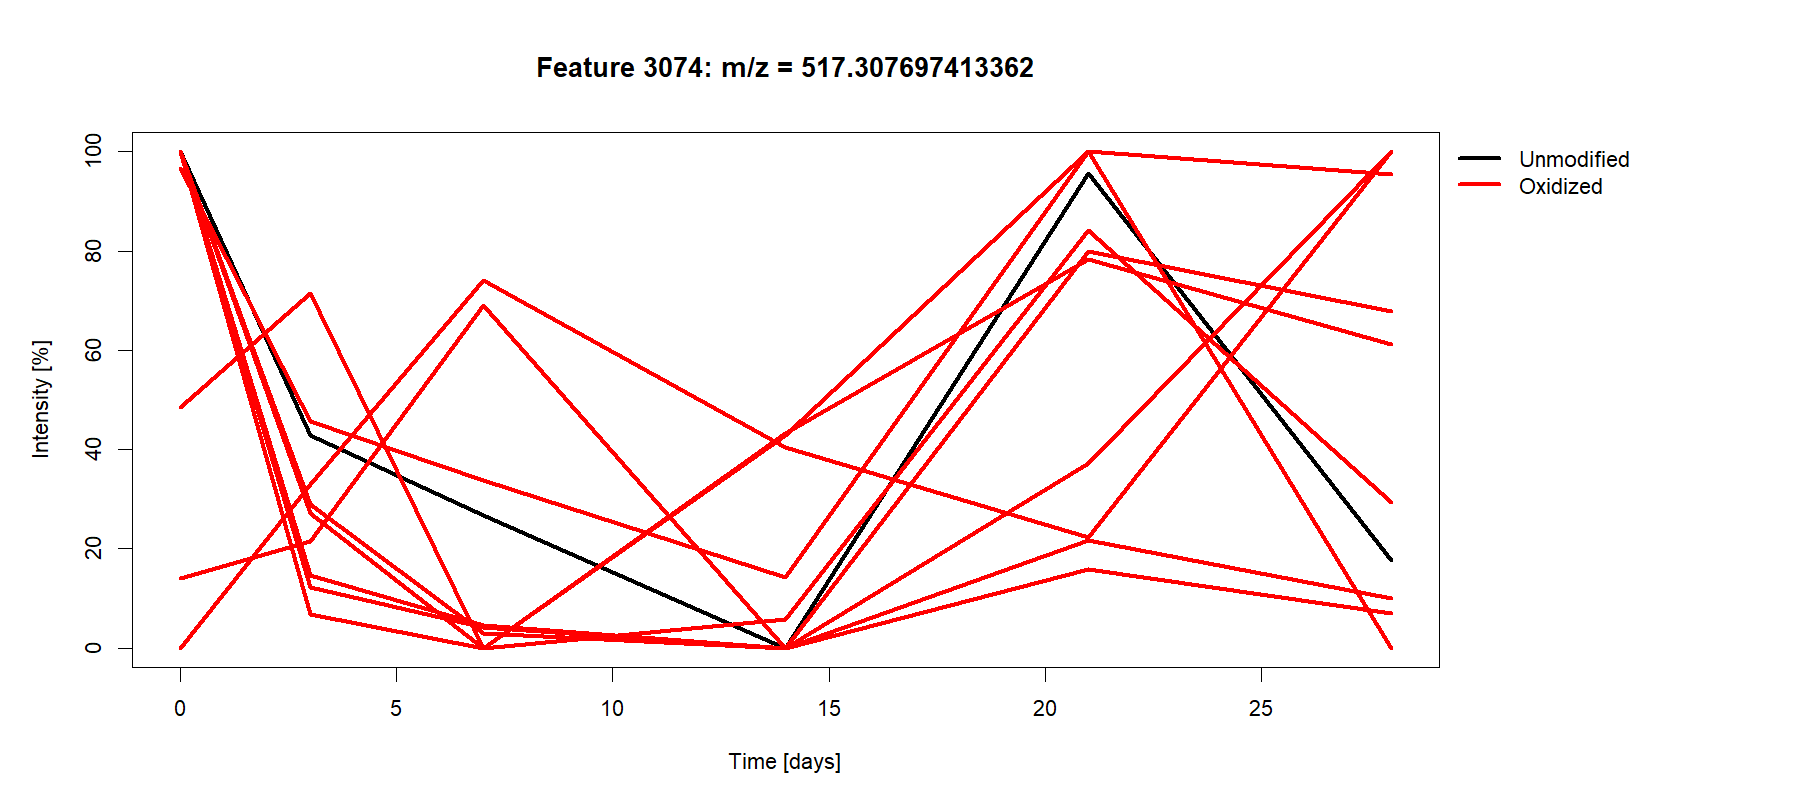 Feature 3074: m/z = 517.307697413362
Unmodified
Oxidized
Intensity [%]
100
80
60
40
20
0
0 5 10 15 20 25
Time [days]